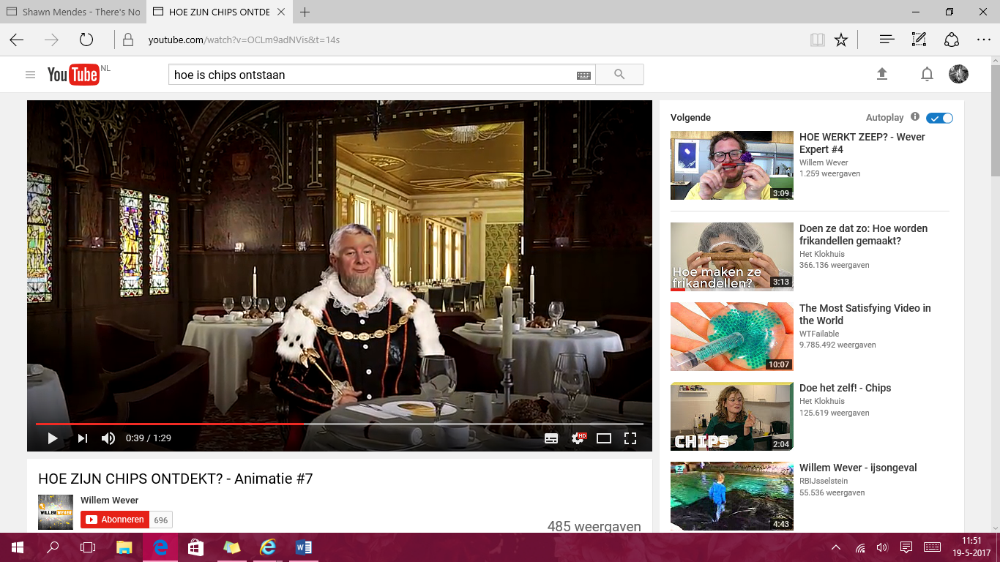 Shawn Mendes - There's No
HOE ZIJN CHIPS ONTDE
youtube.com/watch?v=OCLm9adNVis&t=14s
YouTube NL
hoe is chips ontstaan
Volgende
Autoplay
HOE WERKT ZEEP? - Wever
Expert #4
Willem Wever
1.259 weergaven
3:09
Doen ze dat zo: Hoe worden
frikandellen gemaakt?
Het Klokhuis
366.136 weergaven
Hoe maken ze
frikandellen?
3:13
The Most Satisfying Video in
the World
WTFailable
9.785.492 weergaven
10:07
Doe het zelf! - Chips
Het Klokhuis
125.619 weergaven
CHIPS
2:04
Willem Wever - ijsongeval
RBIJsselstein
55.536 weergaven
4:43
0:39 / 1:29
HD
HOE ZIJN CHIPS ONTDEKT? - Animatie #7
WILLEM WEVER
Willem Wever
Abonneren
696
485 weergaven
11:51
19-5-2017